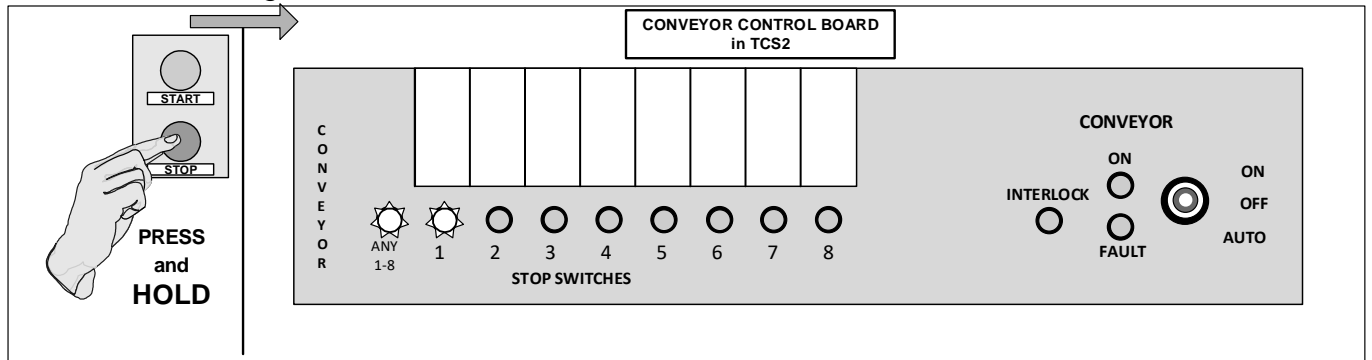 CONVEYOR CONTROL BOARD
in TCS2
START
STOP
PRESS
and
HOLD
CONVEYOR
ANY
1-8
1 2 3 4 5 6 7 8
STOP SWITCHES
CONVEYOR
INTERLOCK
ON
FAULT
ON
OFF
AUTO